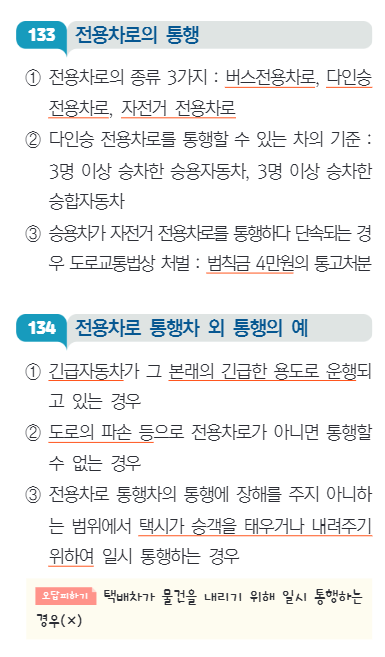 133 전용차로의 통행
① 전용차로의 종류 3가지 : 버스전용차로, 다인승
전용차로, 자전거 전용차로
② 다인승 전용차로를 통행할 수 있는 차의 기준 :
3명 이상 승차한 승용자동차, 3명 이상 승차한
승합자동차
③ 승용차가 자전거 전용차로를 통행하다 단속되는 경
우 도로교통법상 처벌 : 범칙금 4만원의 통고처분
134 전용차로 통행차 외 통행의 예
① 긴급자동차가 그 본래의 긴급한 용도로 운행되
고 있는 경우
② 도로의 파손 등으로 전용차로가 아니면 통행할
수 없는 경우
③ 전용차로 통행차의 통행에 장해를 주지 아니하
는 범위에서 택시가 승객을 태우거나 내려주기
위하여 일시 통행하는 경우
오답피하기 택배차가 물건을 내리기 위해 일시 통행하는
경우(×)